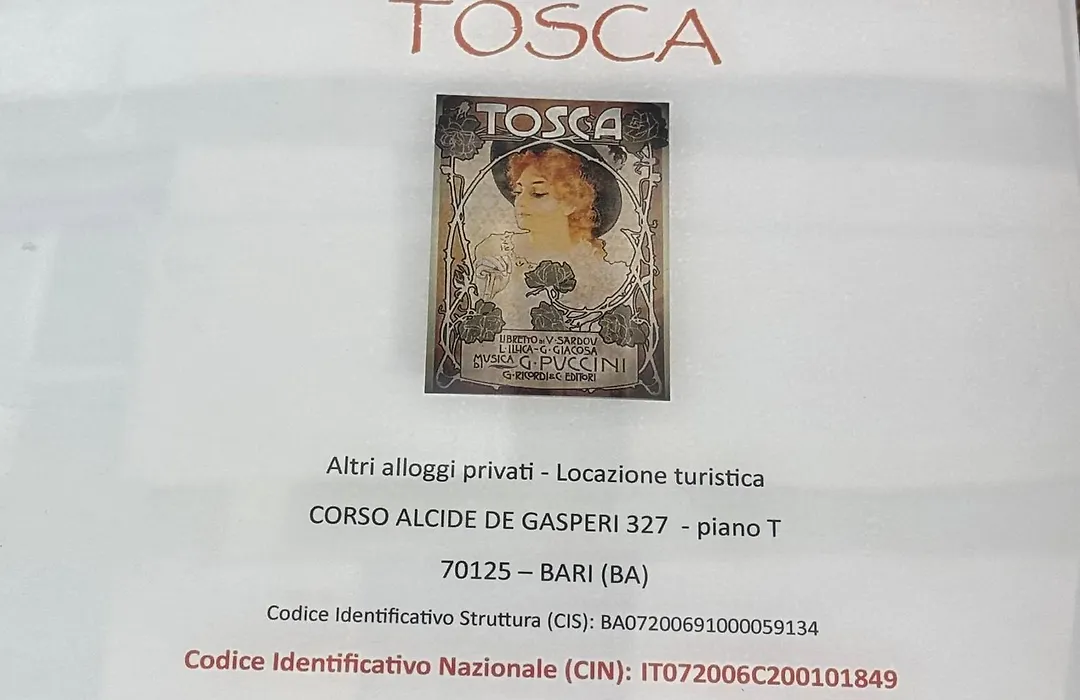 TOSCA
TOSCA
LIBRETTO DI V. SARDOU
L. ILLICA - G. GIACOSA
MUSICA DI G. PUCCINI
G. RICORDI & C. EDITORI
Altri alloggi privati - Locazione turistica
CORSO ALCIDE DE GASPERI 327 - piano T
70125 – BARI (BA)
Codice Identificativo Struttura (CIS): BA07200691000059134
Codice Identificativo Nazionale (CIN): IT072006C200101849